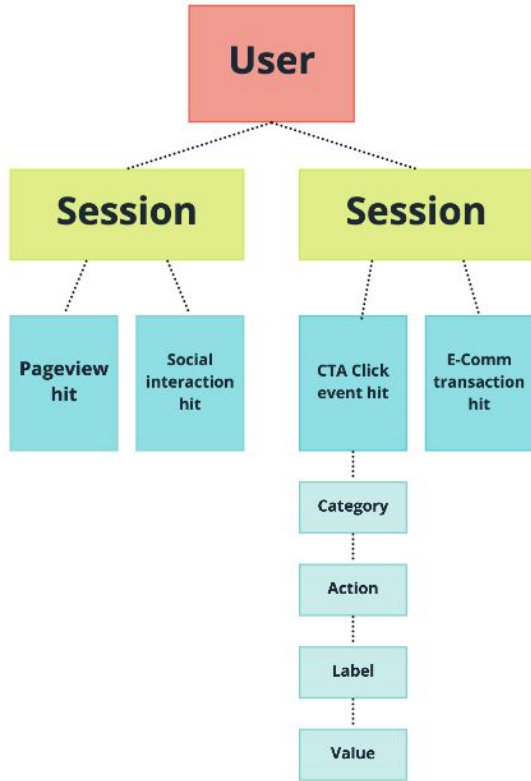 User
Session
Session
Pageview
hit
Social
interaction
hit
CTA Click
event hit
E-Comm
transaction
hit
Category
Action
Label
Value